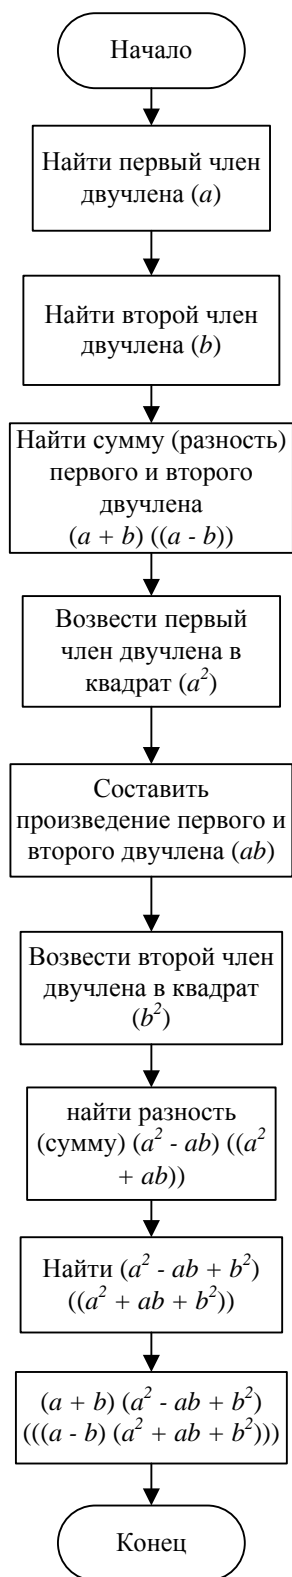 Начало
Найти первый член
двучлена (a)
Найти второй член
двучлена (b)
Найти сумму (разность)
первого и второго
двучлена
(a + b) ((a - b))
Возвести первый
член двучлена в
квадрат (a²)
Составить
произведение первого и
второго двучлена (ab)
Возвести второй член
двучлена в квадрат
(b²)
найти разность
(сумму) (a² - ab) ((a²
+ ab))
Найти (a² - ab + b²)
((a² + ab + b²))
(a + b) (a² - ab + b²)
(((a - b) (a² + ab + b²)))
Конец